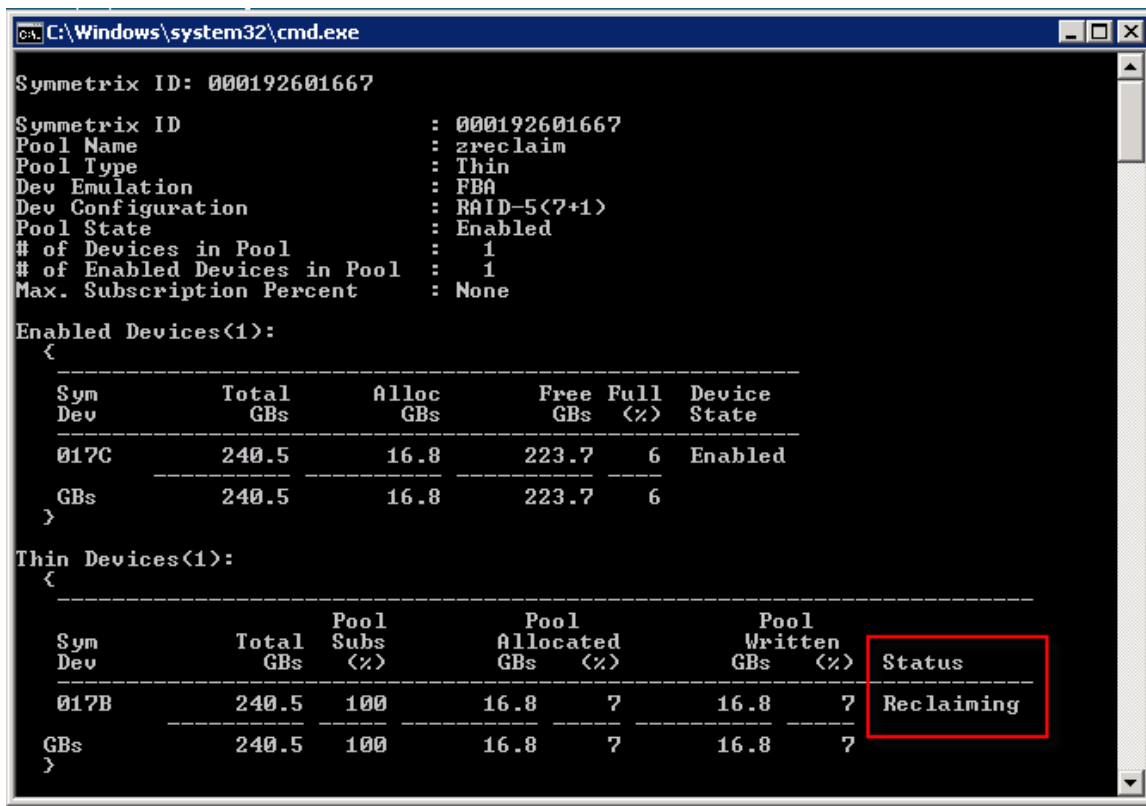 C:\Windows\system32\cmd.exe
Symmetrix ID: 000192601667
Symmetrix ID : 000192601667
Pool Name : zreclaim
Pool Type : Thin
Dev Emulation : FBA
Dev Configuration : RAID-5(7+1)
Pool State : Enabled
# of Devices in Pool : 1
# of Enabled Devices in Pool : 1
Max. Subscription Percent : None
Enabled Devices(1):
{
Sym Total Alloc Free Full Device
Dev GBs GBs GBs (%) State
017C 240.5 16.8 223.7 6 Enabled
GBs 240.5 16.8 223.7 6
}
Thin Devices(1):
{
Pool Pool Pool
Sym Total Subs Allocated Written
Dev GBs (%) GBs (%) GBs (%) Status
017B 240.5 100 16.8 7 16.8 7 Reclaiming
GBs 240.5 100 16.8 7 16.8 7
}